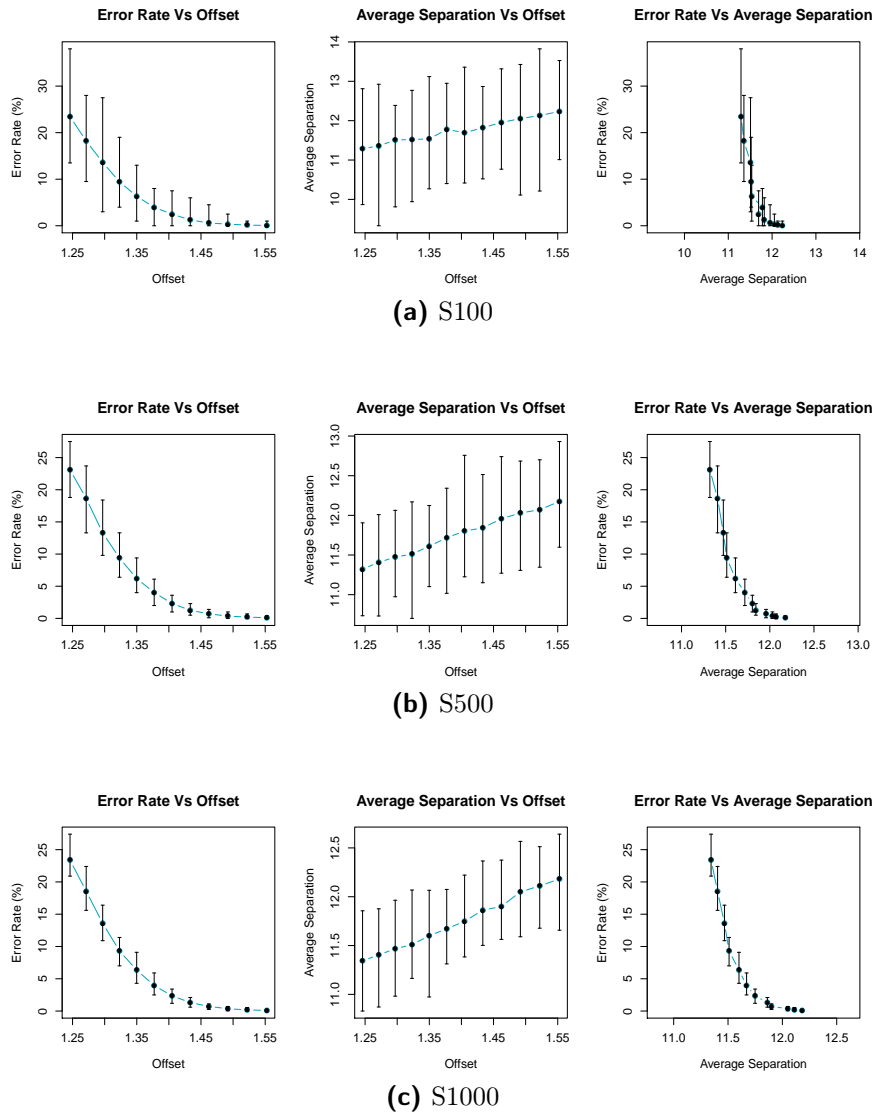 Error Rate Vs Offset
Average Separation Vs Offset
Error Rate Vs Average Separation
Error Rate (%)
0 10 20 30
1.25 1.35 1.45 1.55
Offset
Average Separation
10 11 12 13 14
1.25 1.35 1.45 1.55
Offset
Error Rate (%)
0 10 20 30
10 11 12 13 14
Average Separation
(a) S100
Error Rate Vs Offset
Average Separation Vs Offset
Error Rate Vs Average Separation
Error Rate (%)
0 5 10 15 20 25
1.25 1.35 1.45 1.55
Offset
Average Separation
11.0 11.5 12.0 12.5 13.0
1.25 1.35 1.45 1.55
Offset
Error Rate (%)
0 5 10 15 20 25
11.0 11.5 12.0 12.5 13.0
Average Separation
(b) S500
Error Rate Vs Offset
Average Separation Vs Offset
Error Rate Vs Average Separation
Error Rate (%)
0 5 10 15 20 25
1.25 1.35 1.45 1.55
Offset
Average Separation
11.0 11.5 12.0 12.5
1.25 1.35 1.45 1.55
Offset
Error Rate (%)
0 5 10 15 20 25
11.0 11.5 12.0 12.5
Average Separation
(c) S1000